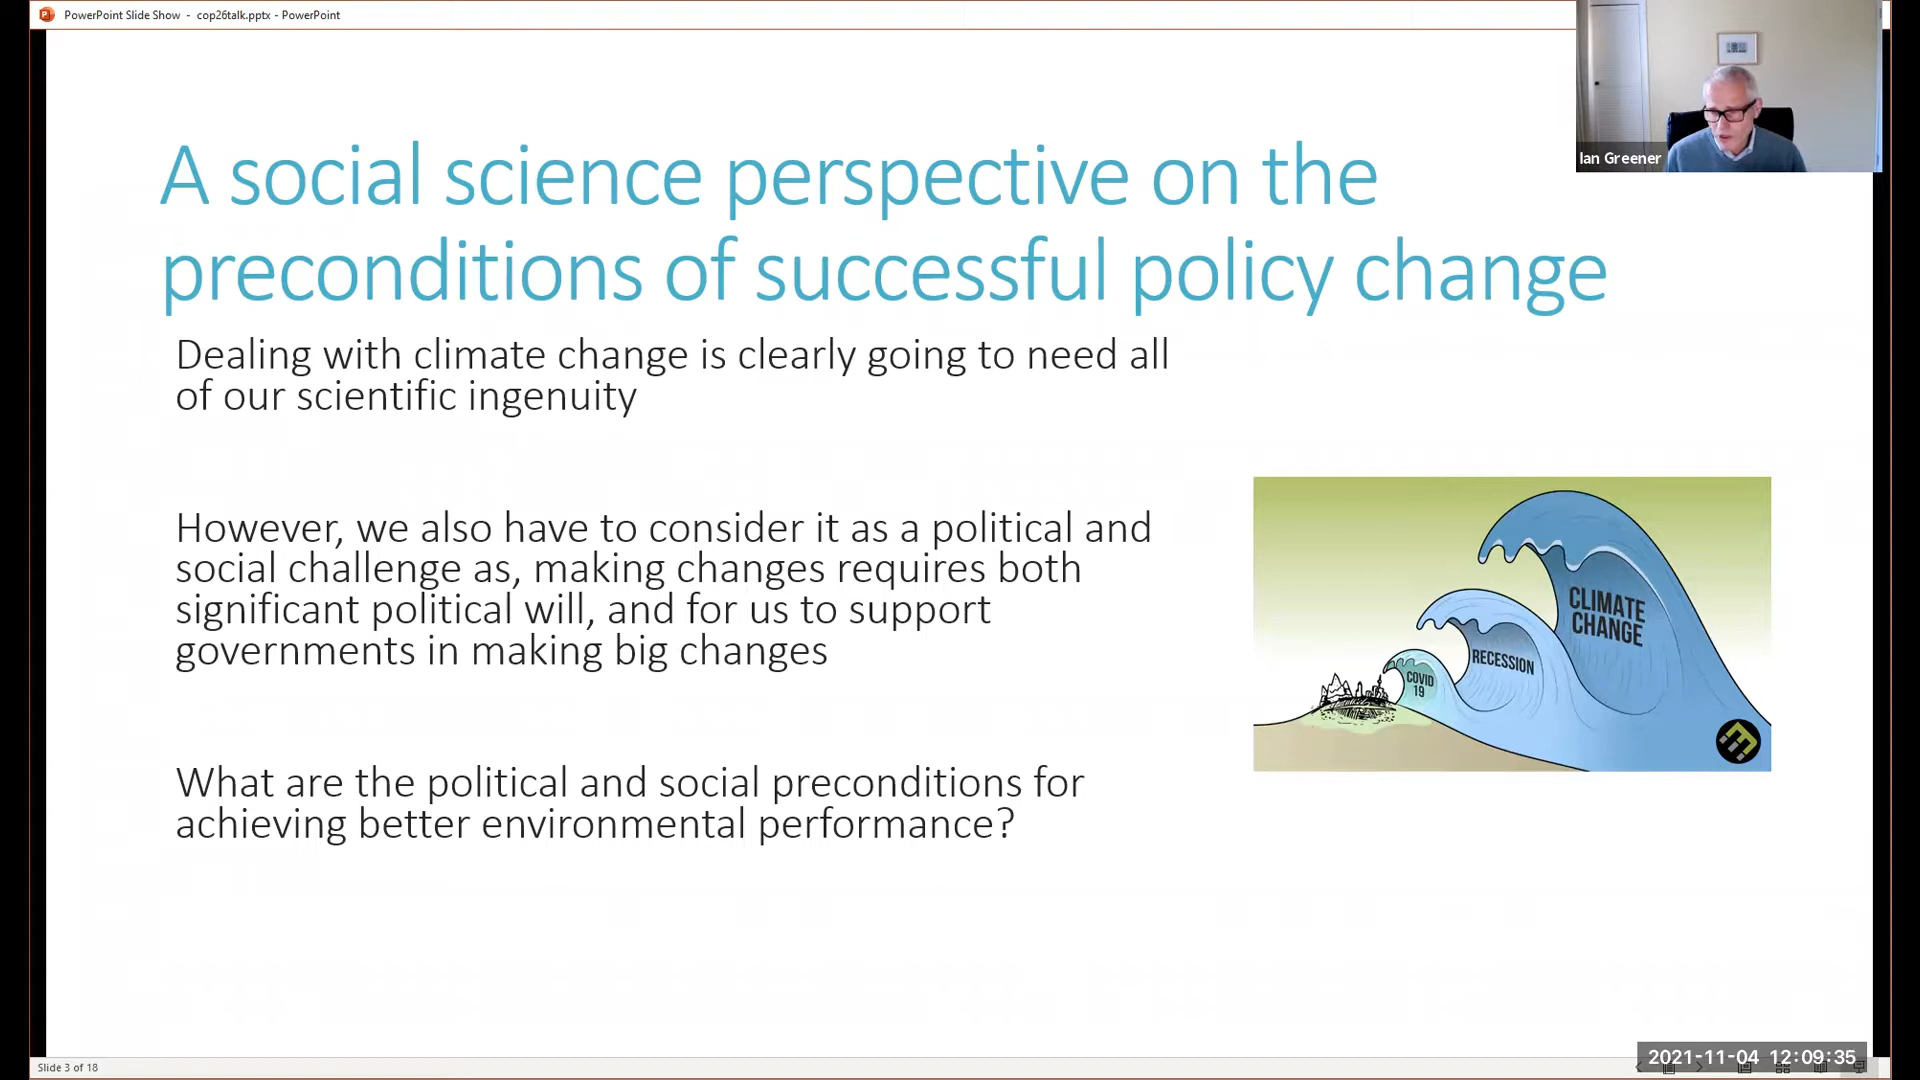 PowerPoint Slide Show - cop26talk.pptx - PowerPoint
Ian Greener
A social science perspective on the
preconditions of successful policy change
Dealing with climate change is clearly going to need all
of our scientific ingenuity
However, we also have to consider it as a political and
social challenge as, making changes requires both
significant political will, and for us to support
governments in making big changes
What are the political and social preconditions for
achieving better environmental performance?
CLIMATE
CHANGE
RECESSION
COVID
19
Slide 3 of 18
2021-11-04 12:09:35